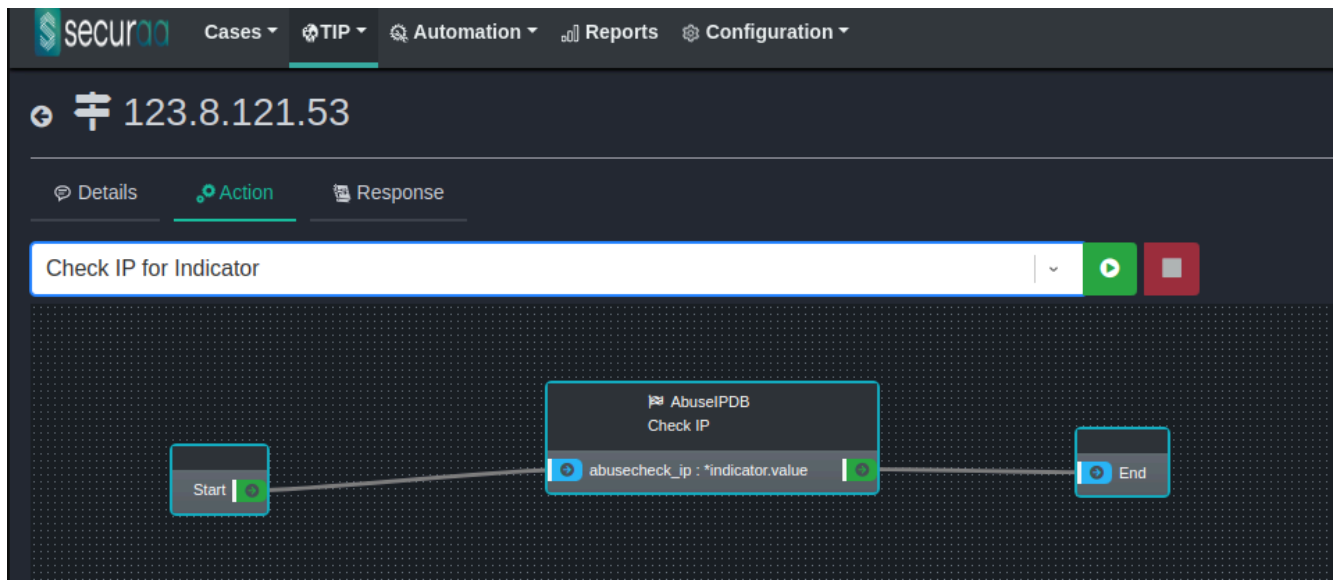 securaa Cases TIP Automation Reports Configuration
123.8.121.53
Details Action Response
Check IP for Indicator
AbuseIPDB
Check IP
abusecheck_ip : *indicator.value
Start
End